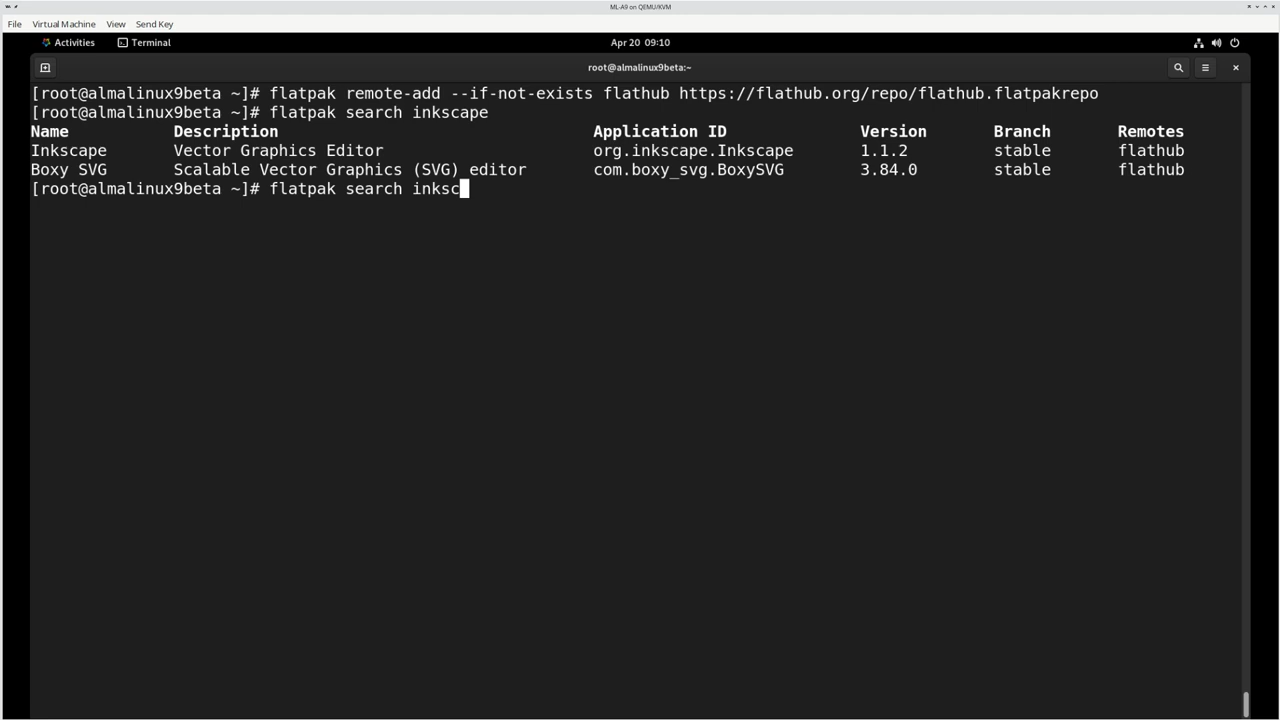 ML-A9 on QEMU/KVM
File Virtual Machine View Send Key
Activities Terminal Apr 20 09:10
root@almalinux9beta:~
[root@almalinux9beta ~]# flatpak remote-add --if-not-exists flathub https://flathub.org/repo/flathub.flatpakrepo
[root@almalinux9beta ~]# flatpak search inkscape
Name Description Application ID Version Branch Remotes
Inkscape Vector Graphics Editor org.inkscape.Inkscape 1.1.2 stable flathub
Boxy SVG Scalable Vector Graphics (SVG) editor com.boxy_svg.BoxySVG 3.84.0 stable flathub
[root@almalinux9beta ~]# flatpak search inksc